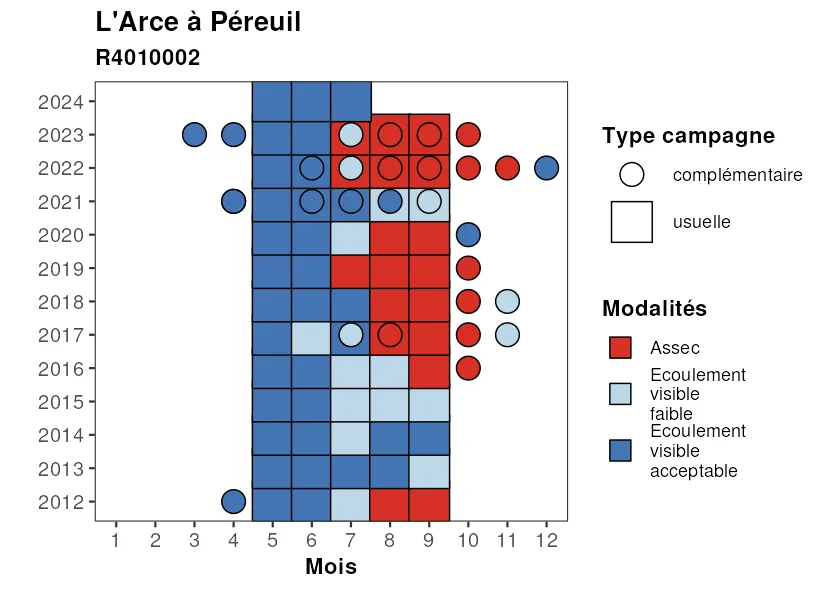 L'Arce à Péreuil
R4010002
2024
2023
2022
2021
2020
2019
2018
2017
2016
2015
2014
2013
2012
1 2 3 4 5 6 7 8 9 10 11 12
Mois
Type campagne
complémentaire
usuelle
Modalités
Assec
Ecoulement
visible
faible
Ecoulement
visible
acceptable